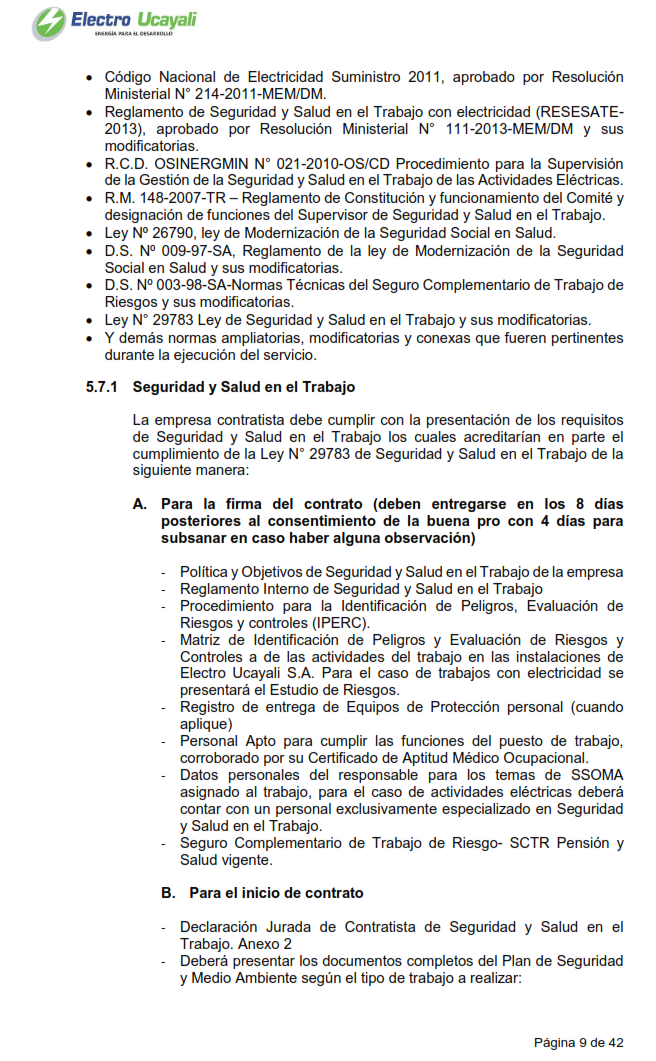 Electro Ucayali
ENERGÍA PARA EL DESARROLLO
• Código Nacional de Electricidad Suministro 2011, aprobado por Resolución
Ministerial N° 214-2011-MEM/DM.
• Reglamento de Seguridad y Salud en el Trabajo con electricidad (RESESATE-
2013), aprobado por Resolución Ministerial N° 111-2013-MEM/DM y sus
modificatorias.
• R.C.D. OSINERGMIN N° 021-2010-OS/CD Procedimiento para la Supervisión
de la Gestión de la Seguridad y Salud en el Trabajo de las Actividades Eléctricas.
• R.M. 148-2007-TR – Reglamento de Constitución y funcionamiento del Comité y
designación de funciones del Supervisor de Seguridad y Salud en el Trabajo.
• Ley Nº 26790, ley de Modernización de la Seguridad Social en Salud.
• D.S. Nº 009-97-SA, Reglamento de la ley de Modernización de la Seguridad
Social en Salud y sus modificatorias.
• D.S. Nº 003-98-SA-Normas Técnicas del Seguro Complementario de Trabajo de
Riesgos y sus modificatorias.
• Ley N° 29783 Ley de Seguridad y Salud en el Trabajo y sus modificatorias.
• Y demás normas ampliatorias, modificatorias y conexas que fueren pertinentes
durante la ejecución del servicio.
5.7.1 Seguridad y Salud en el Trabajo
La empresa contratista debe cumplir con la presentación de los requisitos
de Seguridad y Salud en el Trabajo los cuales acreditarían en parte el
cumplimiento de la Ley N° 29783 de Seguridad y Salud en el Trabajo de la
siguiente manera:
A. Para la firma del contrato (deben entregarse en los 8 días
posteriores al consentimiento de la buena pro con 4 días para
subsanar en caso haber alguna observación)
- Política y Objetivos de Seguridad y Salud en el Trabajo de la empresa
- Reglamento Interno de Seguridad y Salud en el Trabajo
- Procedimiento para la Identificación de Peligros, Evaluación de
Riesgos y controles (IPERC).
- Matriz de Identificación de Peligros y Evaluación de Riesgos y
Controles a de las actividades del trabajo en las instalaciones de
Electro Ucayali S.A. Para el caso de trabajos con electricidad se
presentará el Estudio de Riesgos.
- Registro de entrega de Equipos de Protección personal (cuando
aplique)
- Personal Apto para cumplir las funciones del puesto de trabajo,
corroborado por su Certificado de Aptitud Médico Ocupacional.
- Datos personales del responsable para los temas de SSOMA
asignado al trabajo, para el caso de actividades eléctricas deberá
contar con un personal exclusivamente especializado en Seguridad
y Salud en el Trabajo.
- Seguro Complementario de Trabajo de Riesgo- SCTR Pensión y
Salud vigente.
B. Para el inicio de contrato
- Declaración Jurada de Contratista de Seguridad y Salud en el
Trabajo. Anexo 2
- Deberá presentar los documentos completos del Plan de Seguridad
y Medio Ambiente según el tipo de trabajo a realizar:
Página 9 de 42